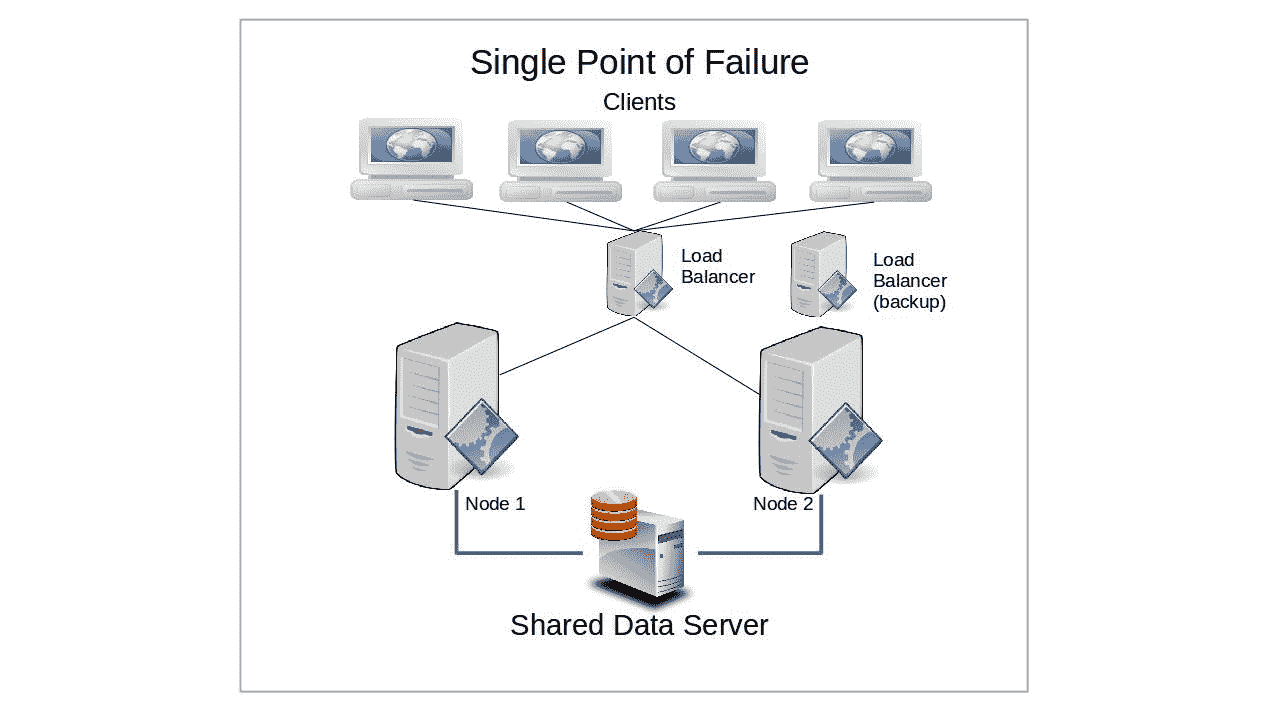 Single Point of Failure
Clients
Load
Balancer
Load
Balancer
(backup)
Node 1
Node 2
Shared Data Server